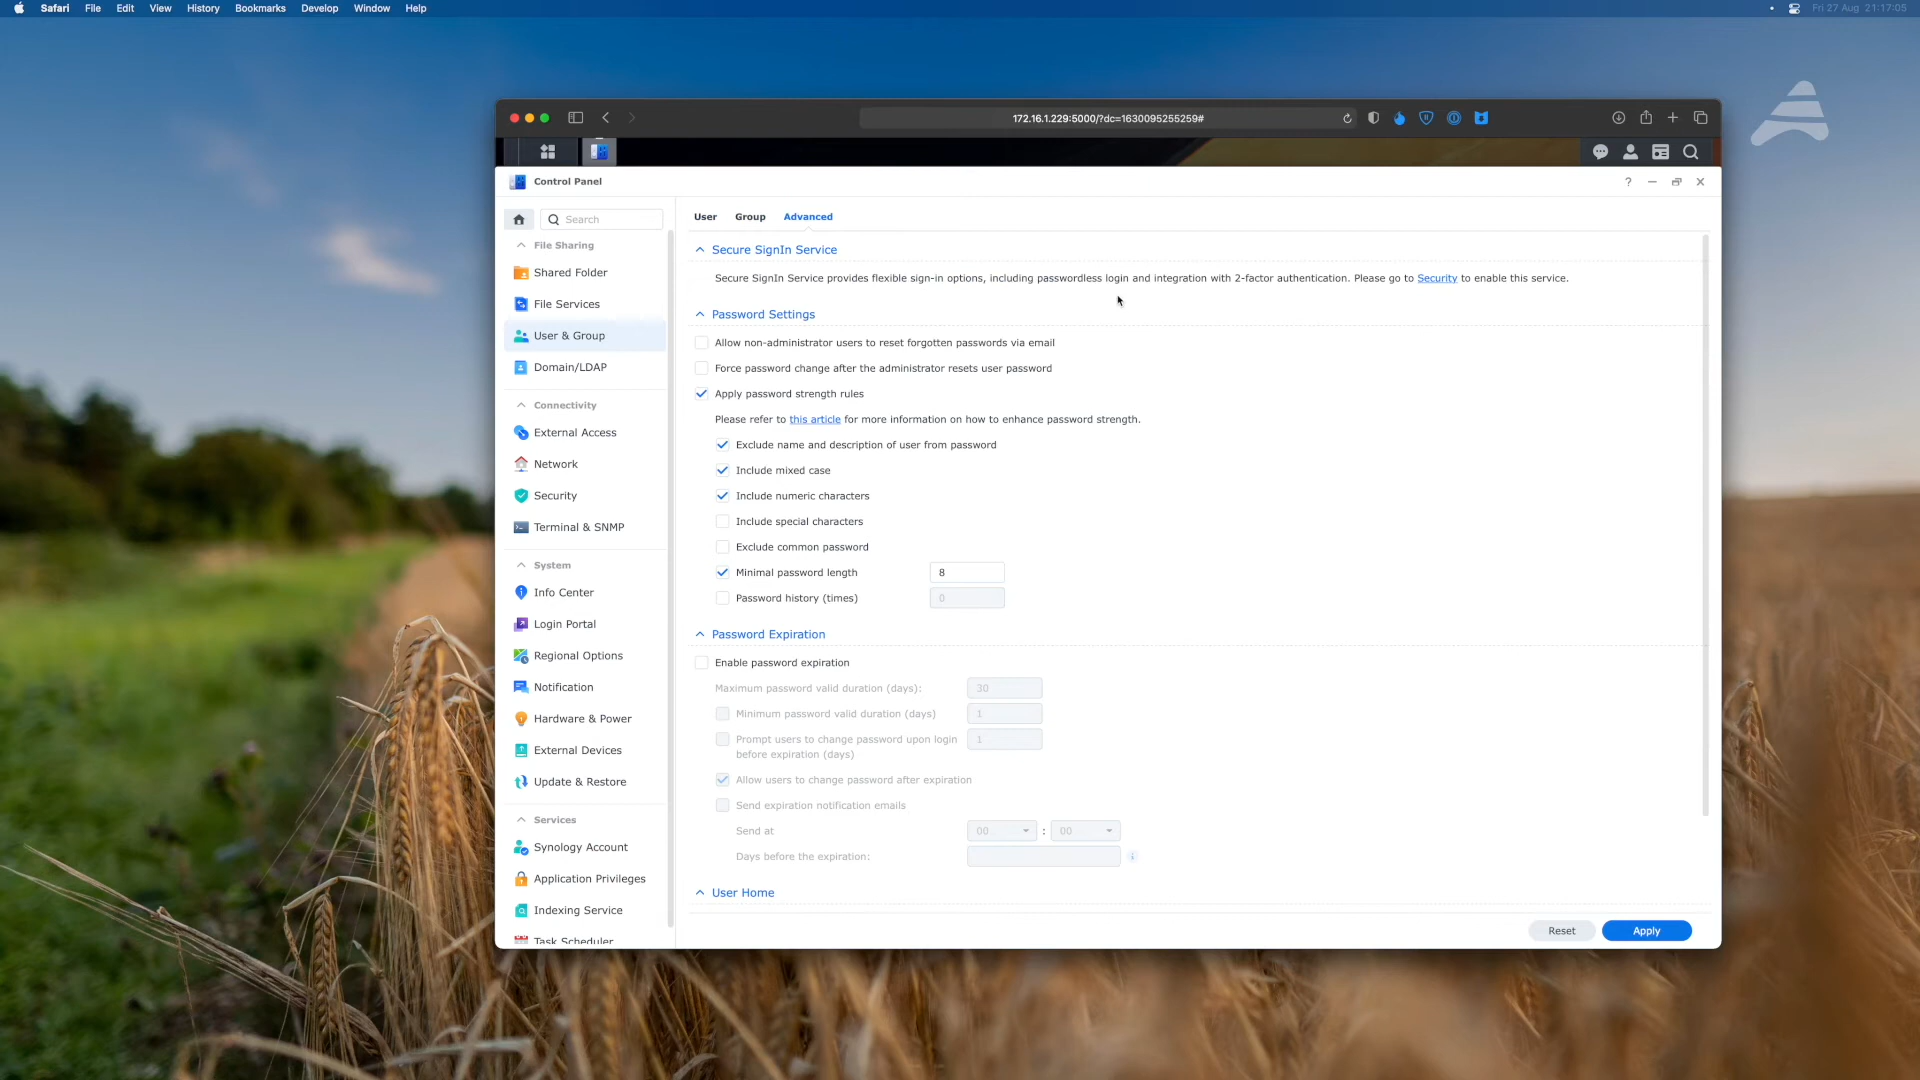 Safari File Edit View History Bookmarks Develop Window Help
Fri 27 Aug 21:17:05
172.16.1.229:5000/?dc=1630095255259#
Control Panel
?
Search
File Sharing
Shared Folder
File Services
User & Group
Domain/LDAP
Connectivity
External Access
Network
Security
Terminal & SNMP
System
Info Center
Login Portal
Regional Options
Notification
Hardware & Power
External Devices
Update & Restore
Services
Synology Account
Application Privileges
Indexing Service
Task Scheduler
User Group Advanced
Secure SignIn Service
Secure SignIn Service provides flexible sign-in options, including passwordless login and integration with 2-factor authentication. Please go to Security to enable this service.
Password Settings
Allow non-administrator users to reset forgotten passwords via email
Force password change after the administrator resets user password
Apply password strength rules
Please refer to this article for more information on how to enhance password strength.
Exclude name and description of user from password
Include mixed case
Include numeric characters
Include special characters
Exclude common password
Minimal password length 8
Password history (times) 0
Password Expiration
Enable password expiration
Maximum password valid duration (days): 30
Minimum password valid duration (days) 1
Prompt users to change password upon login 1
before expiration (days)
Allow users to change password after expiration
Send expiration notification emails
Send at 00 : 00
Days before the expiration:
User Home
Reset Apply